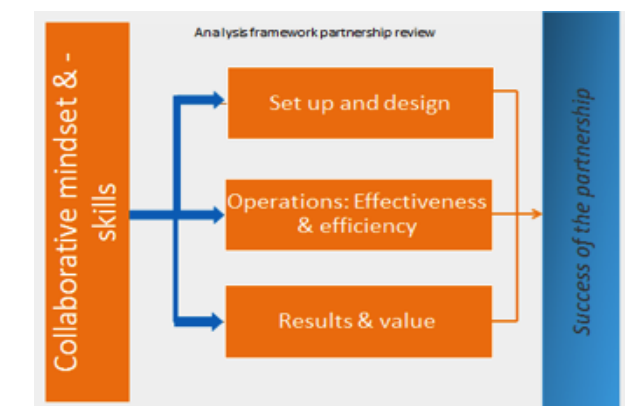 Analysis framework partnership review
Collaborative mindset & -
skills
Set up and design
Operations: Effectiveness
& efficiency
Results & value
Success of the partnership